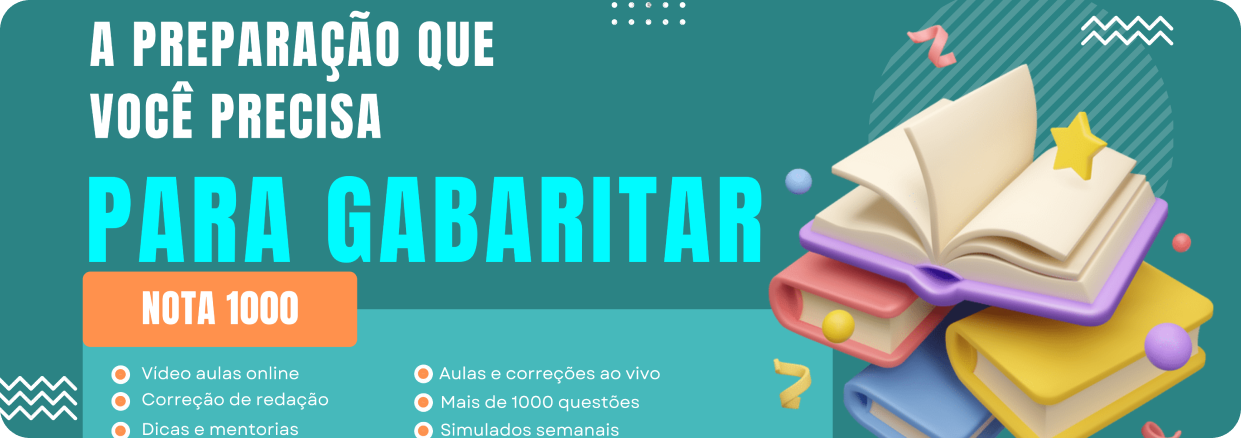 A PREPARAÇÃO QUE
VOCÊ PRECISA
PARA GABARITAR
NOTA 1000
Vídeo aulas online
Correção de redação
Dicas e mentorias
Aulas e correções ao vivo
Mais de 1000 questões
Simulados semanais